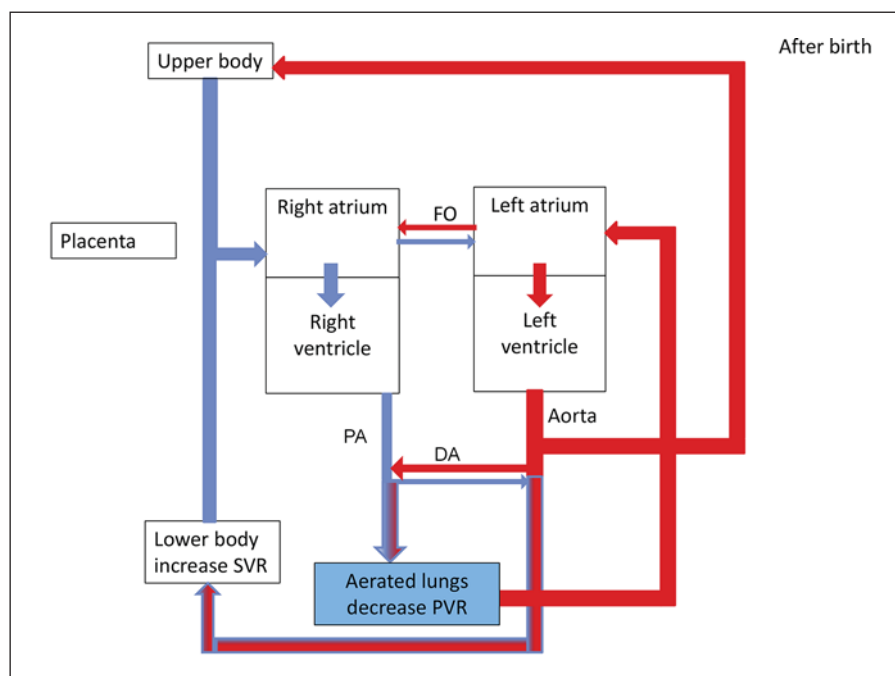 After birth
Upper body
Placenta
Right atrium
FO
Left atrium
Right
ventricle
Left
ventricle
Aorta
PA
DA
Lower body
increase SVR
Aerated lungs
decrease PVR